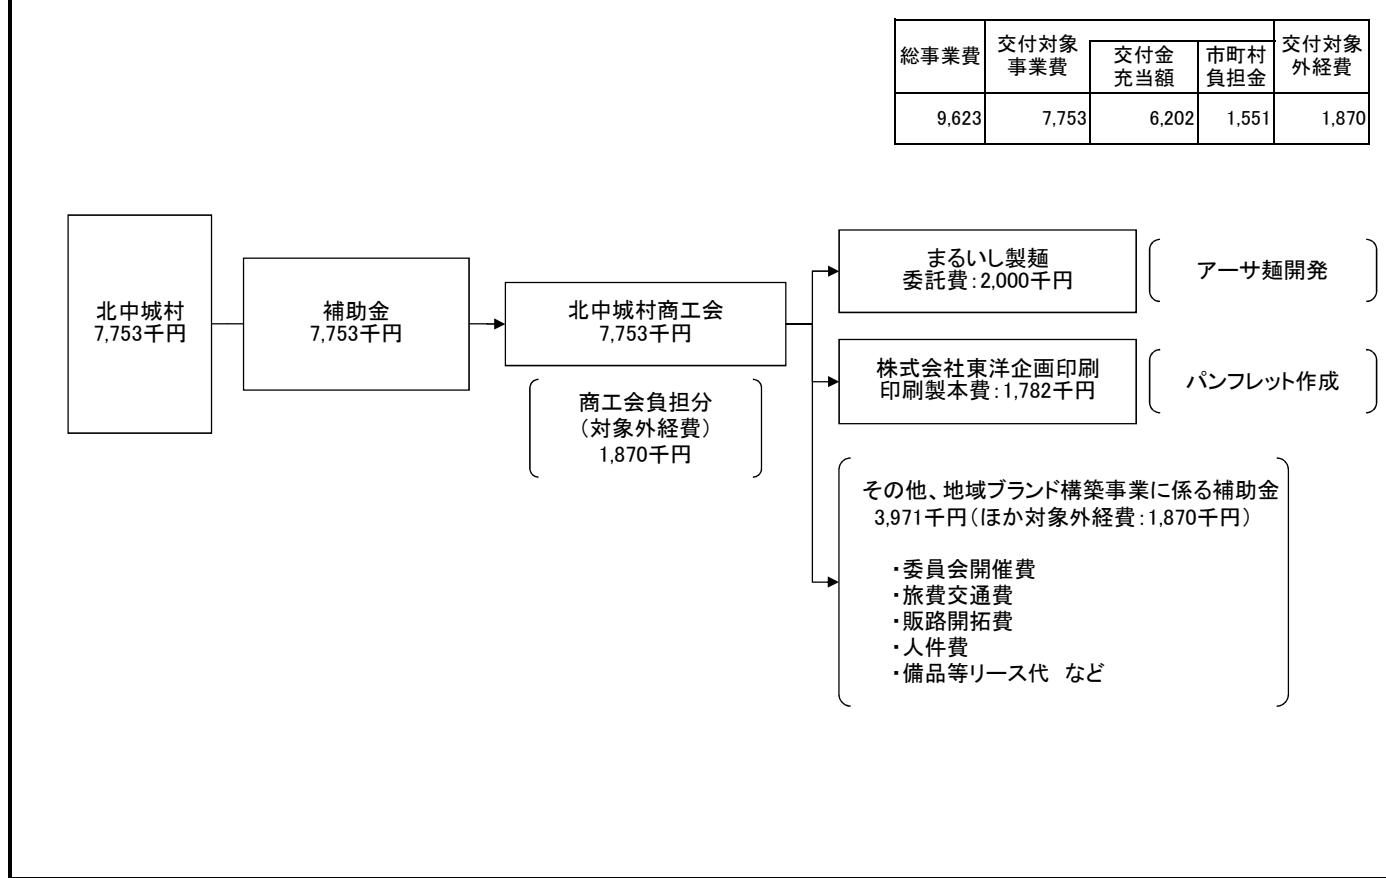 総事業費
交付対象
事業費
交付金
充当額
市町村
負担金
交付対象
外経費
9,623
7,753
6,202
1,551
1,870
北中城村
7,753千円
補助金
7,753千円
北中城村商工会
7,753千円
商工会負担分
（対象外経費）
1,870千円
まるいし製麺
委託費：2,000千円
アーサ麺開発
株式会社東洋企画印刷
印刷製本費：1,782千円
パンフレット作成
その他、地域ブランド構築事業に係る補助金
3,971千円（ほか対象外経費：1,870千円）
・委員会開催費
・旅費交通費
・販路開拓費
・人件費
・備品等リース代　など